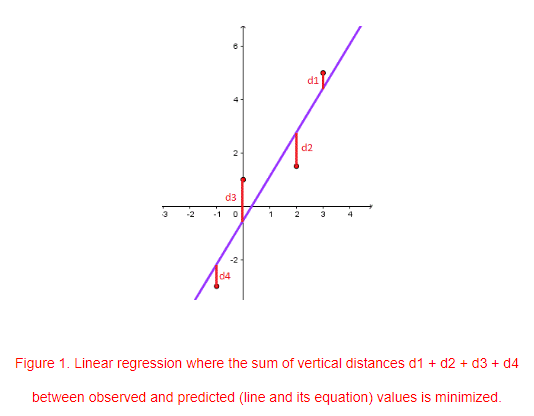 6
d1
4
d2
2
d3
-3 -2 -1 0 1 2 3 4
-2
d4
Figure 1. Linear regression where the sum of vertical distances d1 + d2 + d3 + d4
between observed and predicted (line and its equation) values is minimized.